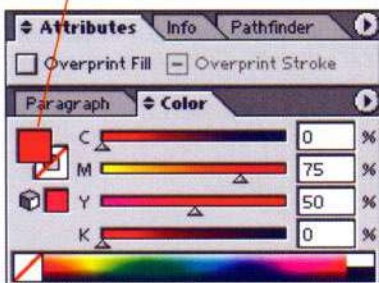 Attributes Info Pathfinder
Overprint Fill Overprint Stroke
Paragraph Color
C 0 %
M 75 %
Y 50 %
K 0 %